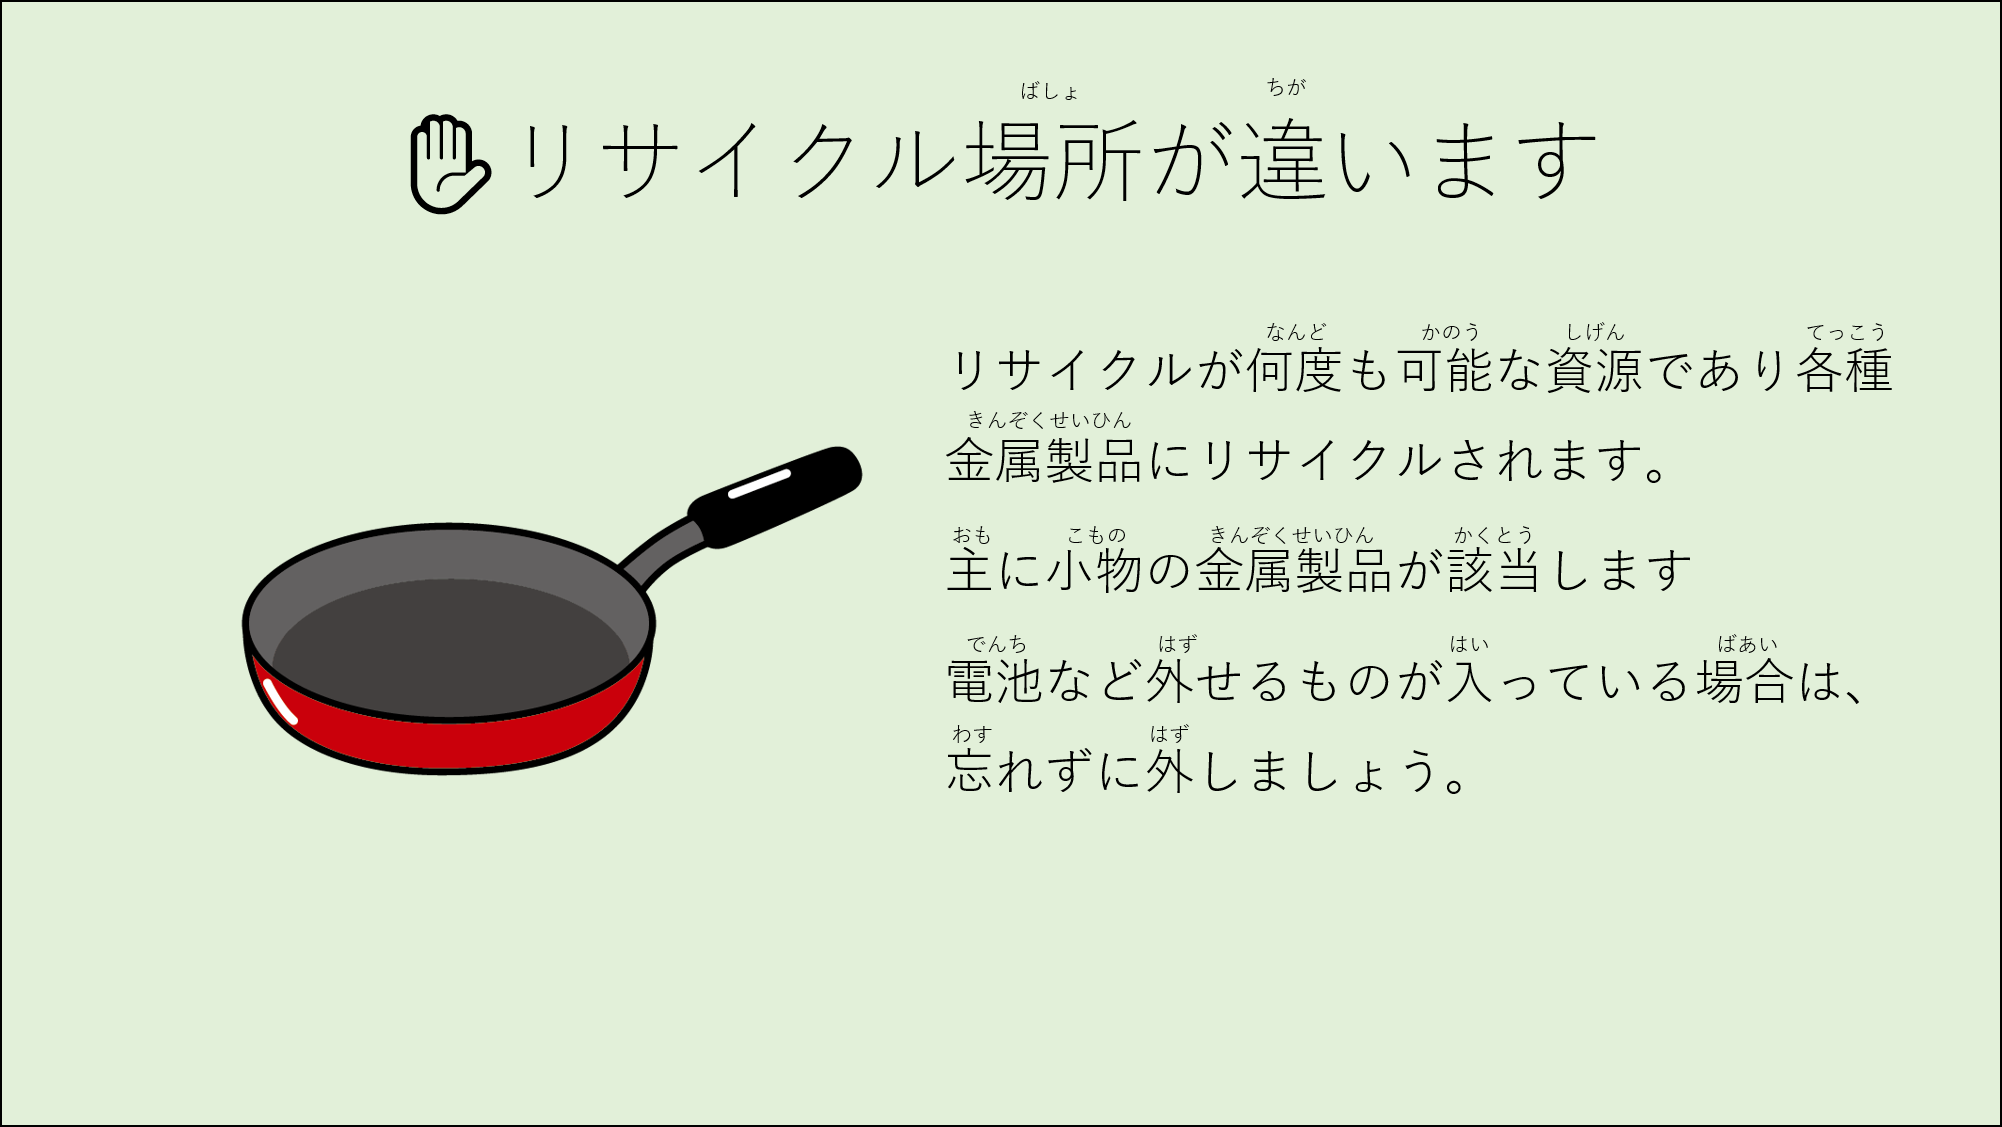 ばしょ ちが
リサイクル場所が違います
なんど かのう しげん てっこう
リサイクルが何度も可能な資源であり各種
きんぞくせいひん
金属製品にリサイクルされます。
おも こもの きんぞくせいひん かくとう
主に小物の金属製品が該当します
でんち はず はい ばあい
電池など外せるものが入っている場合は、
わす はず
忘れずに外しましょう。